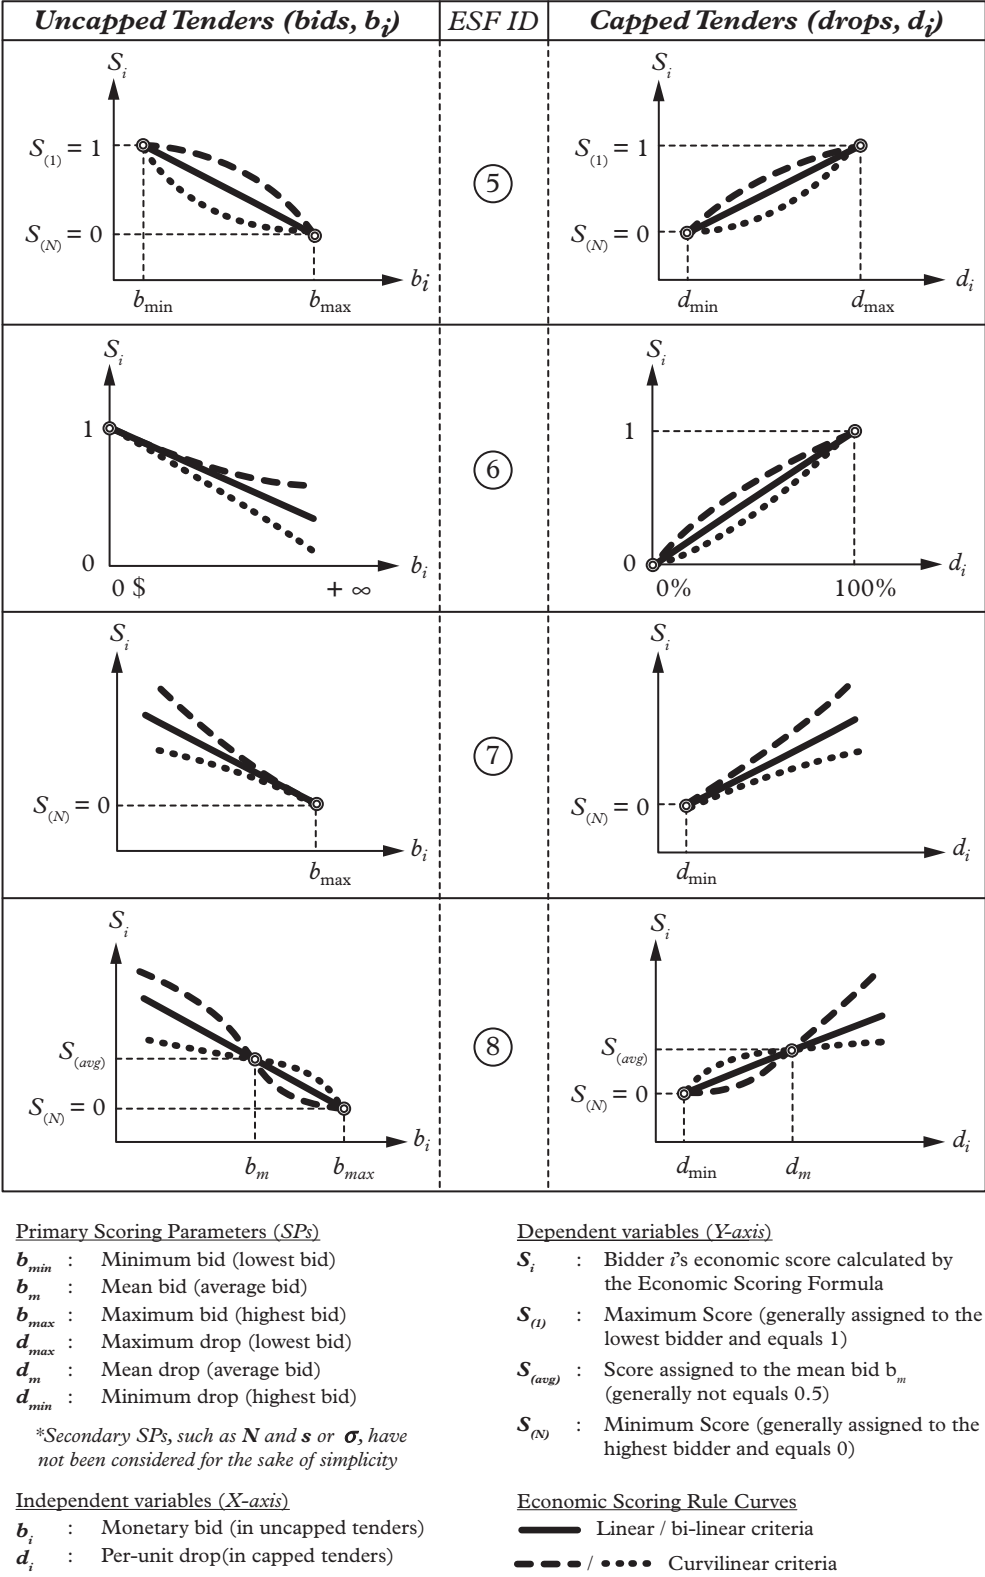 Uncapped Tenders (bids, bi) ESF ID Capped Tenders (drops, di)
Si
S(1) = 1
S(N) = 0
bmin bmax bi
5
Si
S(1) = 1
S(N) = 0
dmin dmax di
Si
1
0
0 $ + ∞ bi
6
Si
1
0
0% 100% di
Si
S(N) = 0
bmax bi
7
Si
S(N) = 0
dmin di
Si
S(avg)
S(N) = 0
bm bmax bi
8
Si
S(avg)
S(N) = 0
dmin dm di
Primary Scoring Parameters (SPs)
bmin : Minimum bid (lowest bid)
bm : Mean bid (average bid)
bmax : Maximum bid (highest bid)
dmax : Maximum drop (lowest bid)
dm : Mean drop (average bid)
dmin : Minimum drop (highest bid)
*Secondary SPs, such as N and s or σ, have
not been considered for the sake of simplicity
Independent variables (X-axis)
bi : Monetary bid (in uncapped tenders)
di : Per-unit drop(in capped tenders)
Dependent variables (Y-axis)
Si : Bidder i's economic score calculated by
the Economic Scoring Formula
S(1) : Maximum Score (generally assigned to the
lowest bidder and equals 1)
S(avg) : Score assigned to the mean bid bm
(generally not equals 0.5)
S(N) : Minimum Score (generally assigned to the
highest bidder and equals 0)
Economic Scoring Rule Curves
Linear / bi-linear criteria
/ Curvilinear criteria